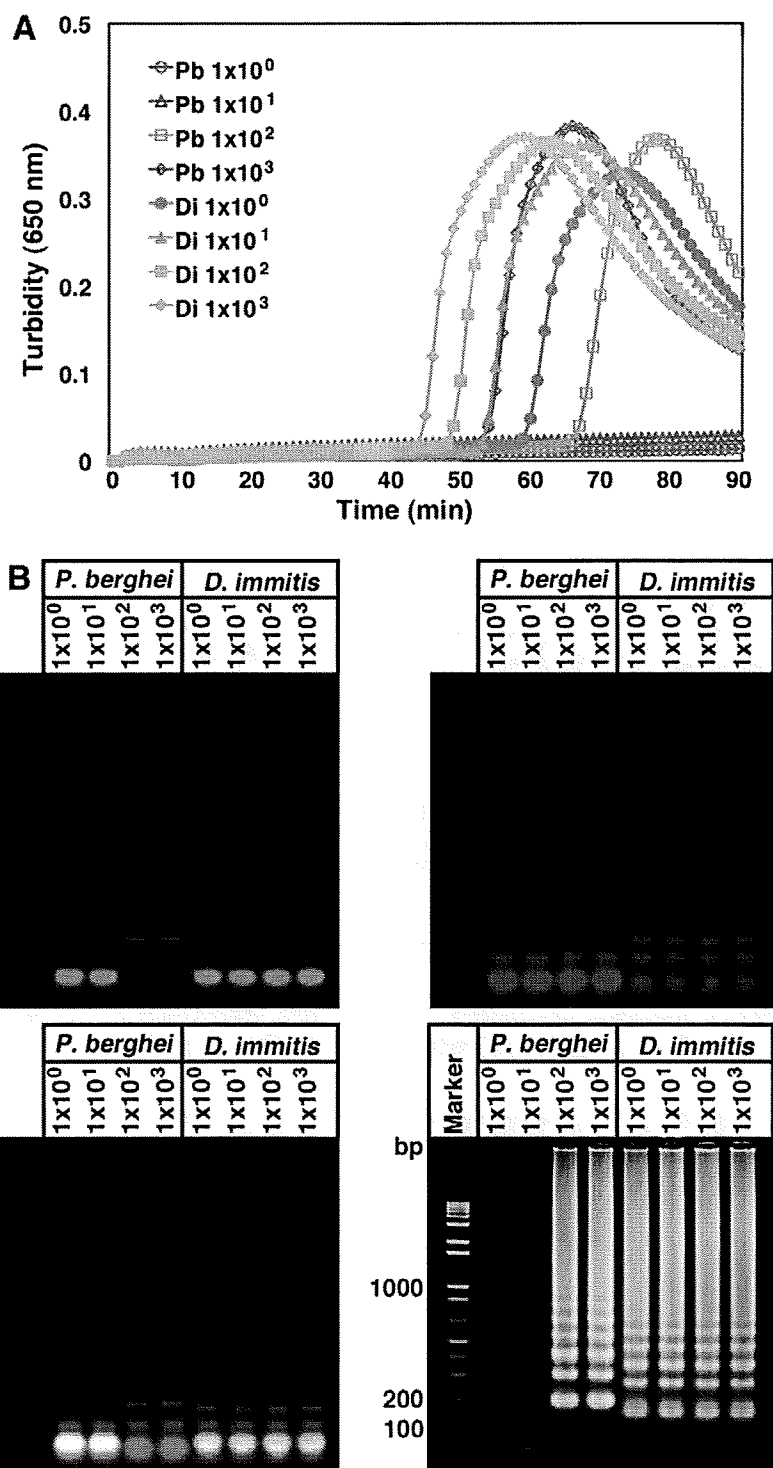 A
0.5
0.4
0.3
0.2
0.1
0
Turbidity (650 nm)
Pb 1x10⁰
Pb 1x10¹
Pb 1x10²
Pb 1x10³
Di 1x10⁰
Di 1x10¹
Di 1x10²
Di 1x10³
0 10 20 30 40 50 60 70 80 90
Time (min)
B
P. berghei D. immitis
1x10⁰ 1x10¹ 1x10² 1x10³ 1x10⁰ 1x10¹ 1x10² 1x10³
P. berghei D. immitis
1x10⁰ 1x10¹ 1x10² 1x10³ 1x10⁰ 1x10¹ 1x10² 1x10³
P. berghei D. immitis
1x10⁰ 1x10¹ 1x10² 1x10³ 1x10⁰ 1x10¹ 1x10² 1x10³
Marker P. berghei D. immitis
1x10⁰ 1x10¹ 1x10² 1x10³ 1x10⁰ 1x10¹ 1x10² 1x10³
bp
1000
200
100